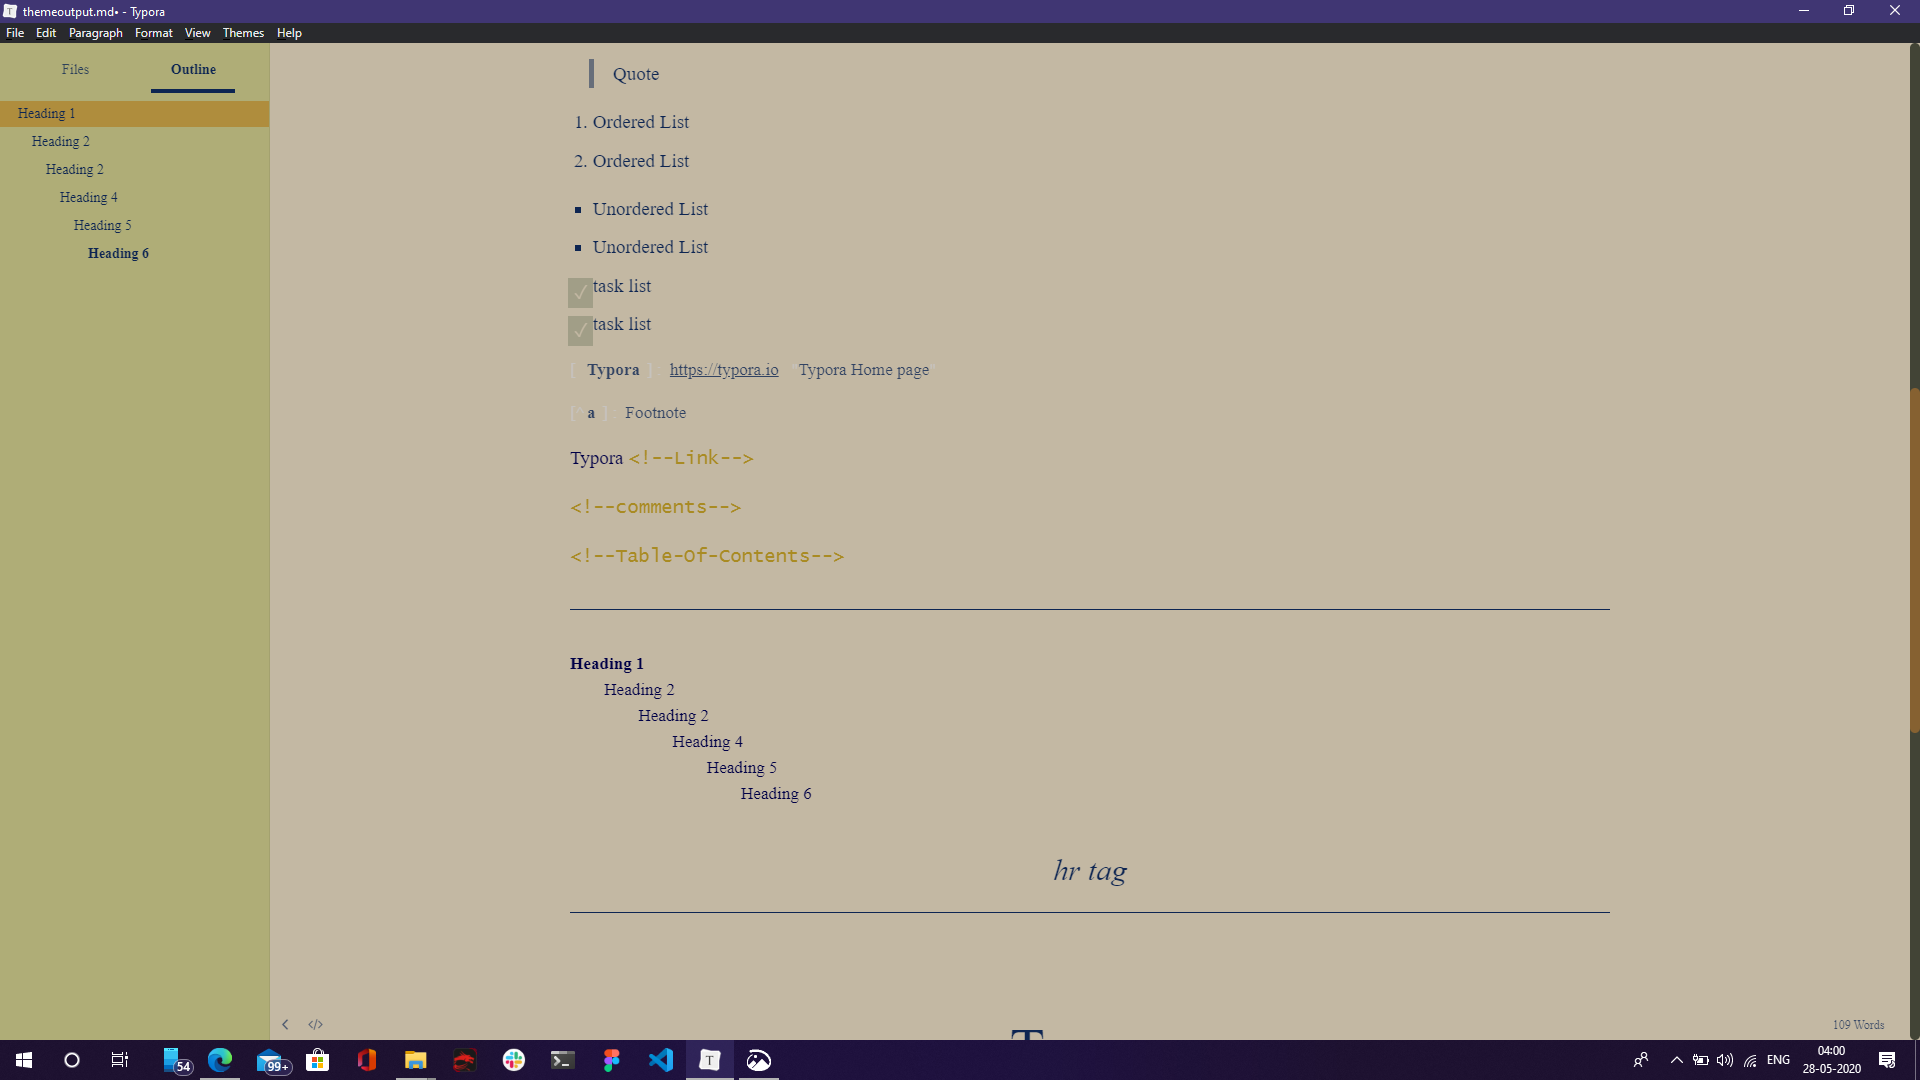 themeoutput.md• - Typora
File Edit Paragraph Format View Themes Help
Files Outline
Heading 1
Heading 2
Heading 2
Heading 4
Heading 5
Heading 6
Quote
1. Ordered List
2. Ordered List
Unordered List
Unordered List
task list
task list
[ Typora ] https://typora.io "Typora Home page
[^ a ] Footnote
Typora <!--Link-->
<!--comments-->
<!--Table-Of-Contents-->
Heading 1
Heading 2
Heading 2
Heading 4
Heading 5
Heading 6
hr tag
</>
109 Words
54
99+
T
ENG
04:00
28-05-2020